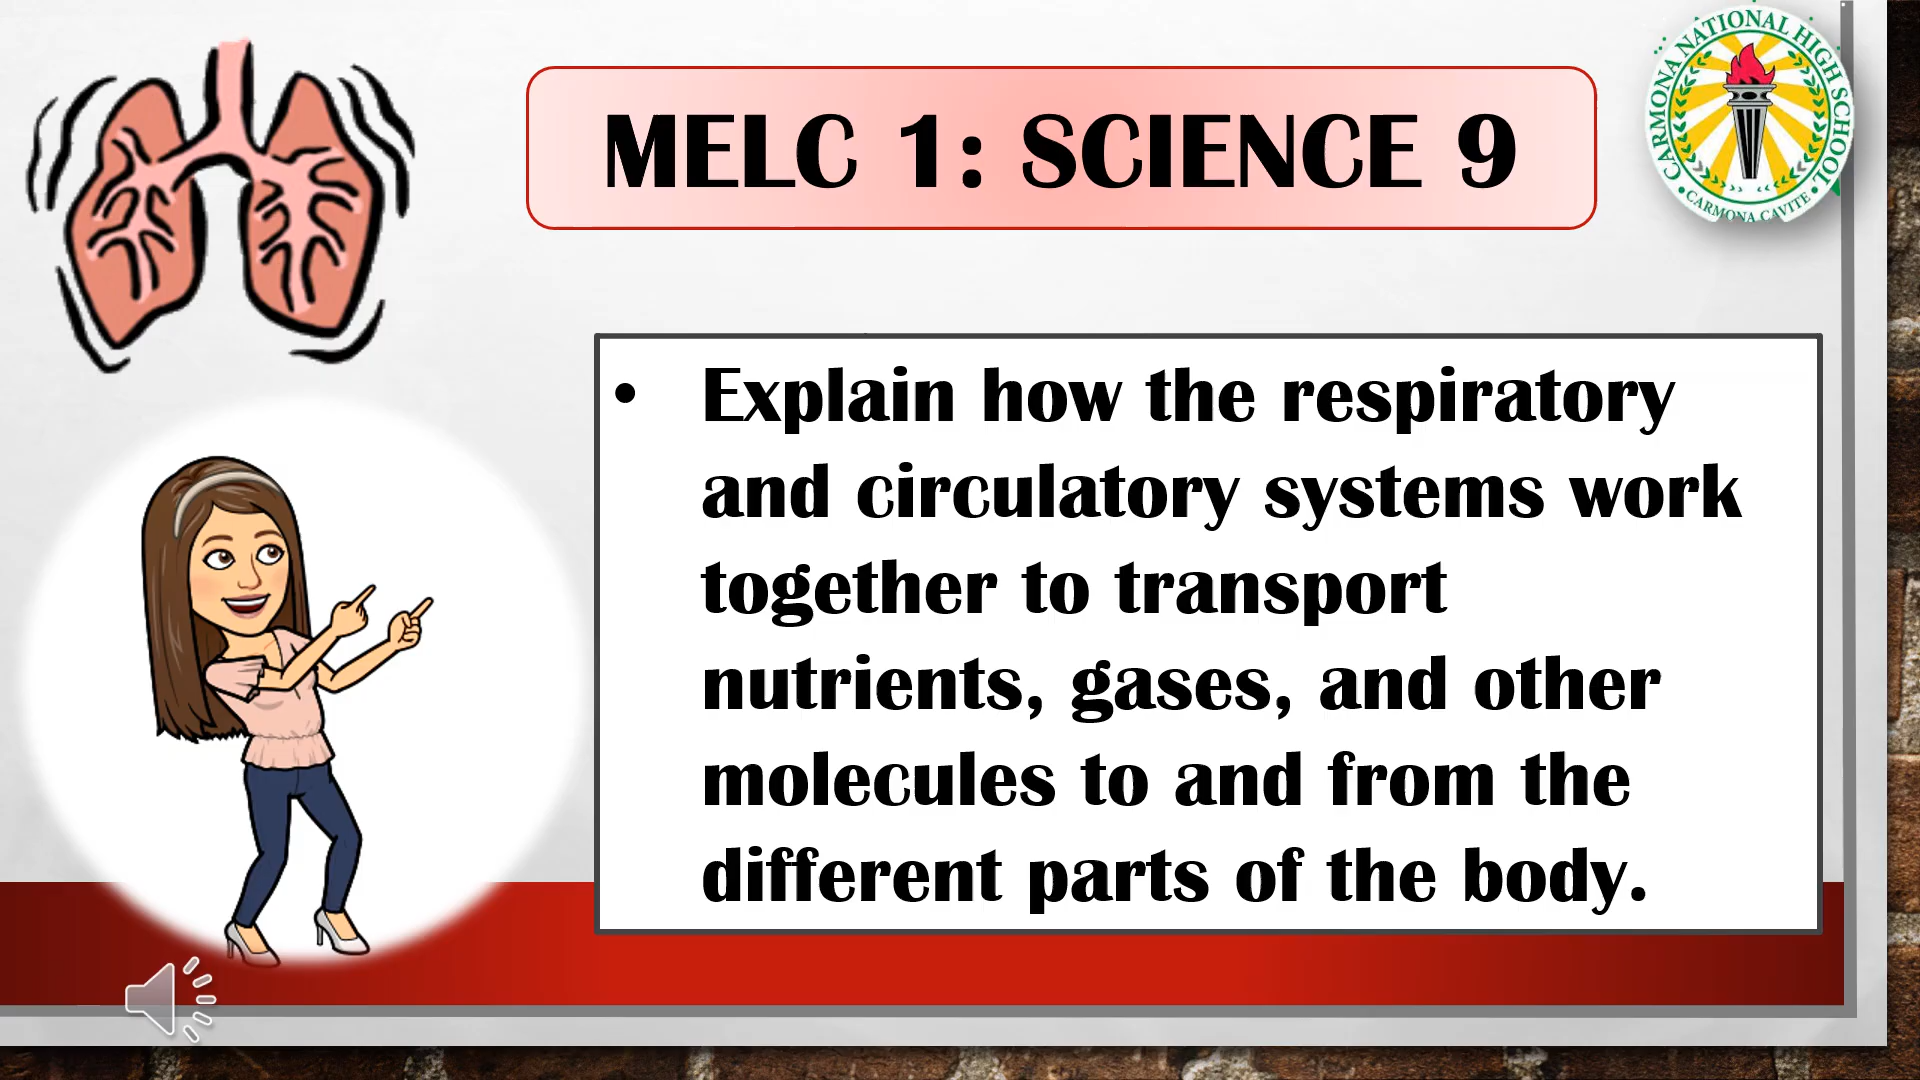 MELC 1: SCIENCE 9
CARMONA NATIONAL HIGH SCHOOL
• CARMONA, CAVITE •
• Explain how the respiratory
and circulatory systems work
together to transport
nutrients, gases, and other
molecules to and from the
different parts of the body.